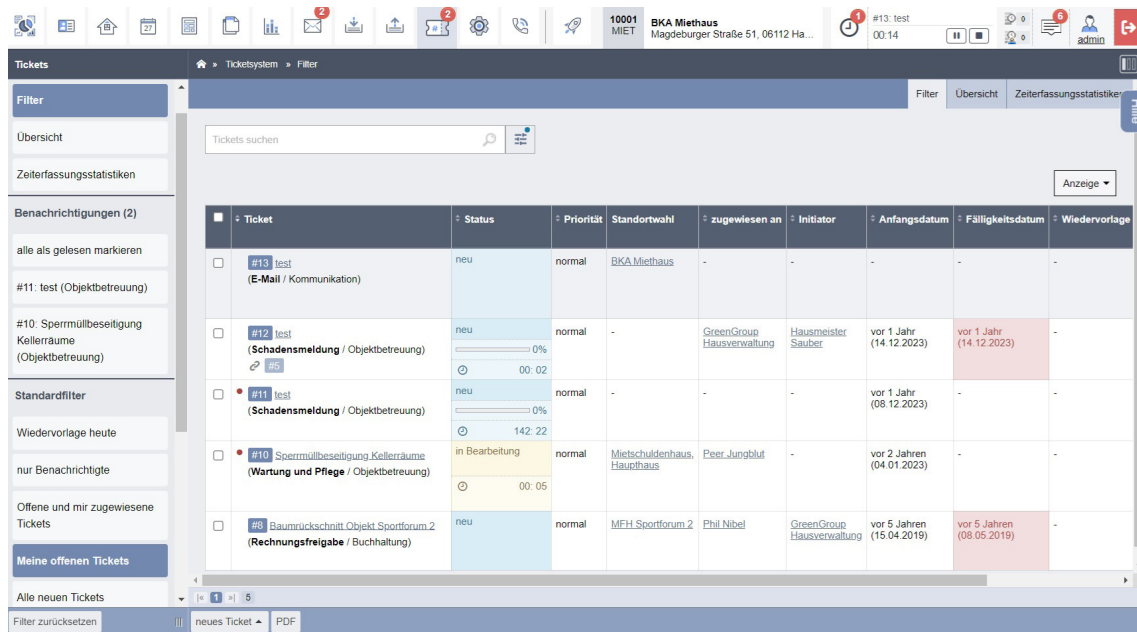 27
2
2
10001
MIET
BKA Miethaus
Magdeburger Straße 51, 06112 Ha...
1
#13: test
00:14
0
0
6
admin
Tickets
» Ticketsystem » Filter
Filter
Filter
Übersicht
Zeiterfassungsstatistiken
Übersicht
Zeiterfassungsstatistiken
Tickets suchen
Anzeige
Benachrichtigungen (2)
alle als gelesen markieren
#11: test (Objektbetreuung)
#10: Sperrmüllbeseitigung
Kellerräume
(Objektbetreuung)
Standardfilter
Wiedervorlage heute
nur Benachrichtigte
Offene und mir zugewiesene
Tickets
Meine offenen Tickets
Alle neuen Tickets
Filter zurücksetzen
Ticket Status Priorität Standortwahl zugewiesen an Initiator Anfangsdatum Fälligkeitsdatum Wiedervorlage
#13 test neu normal BKA Miethaus - - - - -
(E-Mail / Kommunikation)
#12 test neu normal - GreenGroup Hausmeister vor 1 Jahr vor 1 Jahr -
(Schadensmeldung / Objektbetreuung) 0% Hausverwaltung Sauber (14.12.2023) (14.12.2023)
#5 00: 02
#11 test neu normal - - - vor 1 Jahr - -
(Schadensmeldung / Objektbetreuung) 0% (08.12.2023)
142: 22
#10 Sperrmüllbeseitigung Kellerräume in Bearbeitung normal Mietschuldenhaus, Peer Jungblut - vor 2 Jahren - -
(Wartung und Pflege / Objektbetreuung) Haupthaus (04.01.2023)
00: 05
#8 Baumrückschnitt Objekt Sportforum 2 neu normal MFH Sportforum 2 Phil Nibel GreenGroup vor 5 Jahren vor 5 Jahren -
(Rechnungsfreigabe / Buchhaltung) Hausverwaltung (15.04.2019) (08.05.2019)
1 5
neues Ticket PDF